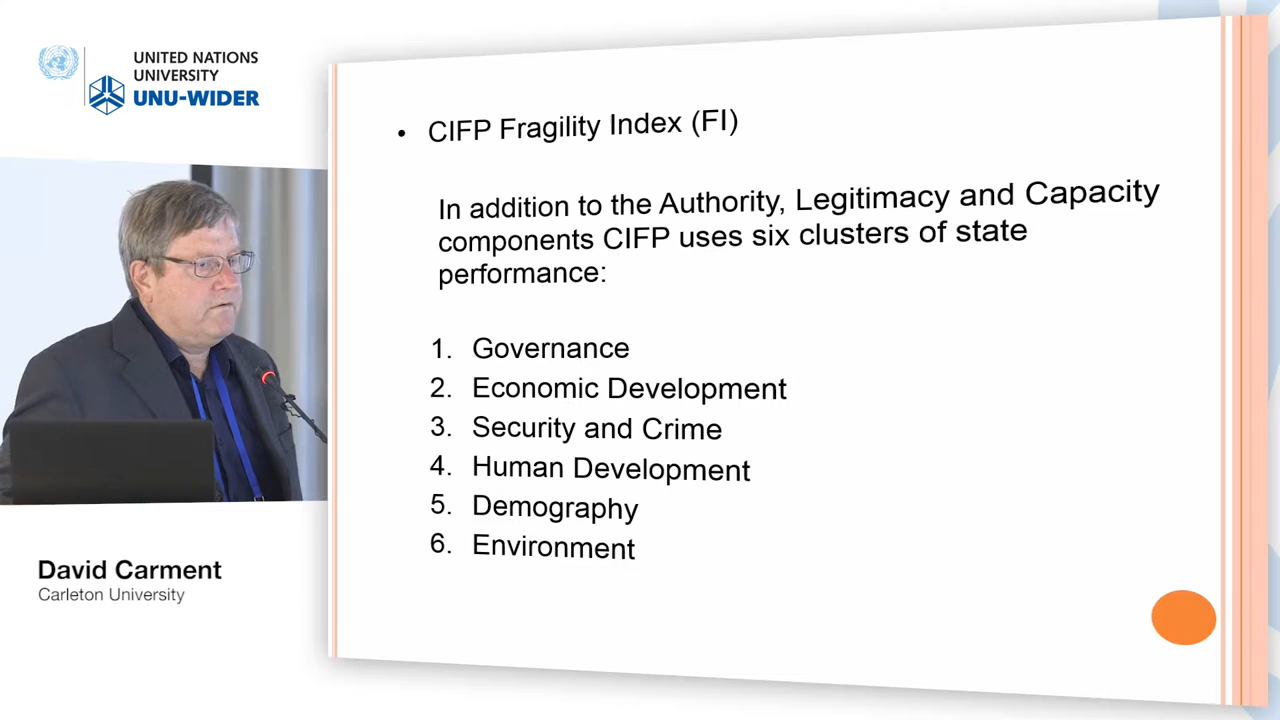 UNITED NATIONS
UNIVERSITY
UNU-WIDER
• CIFP Fragility Index (FI)
In addition to the Authority, Legitimacy and Capacity
components CIFP uses six clusters of state
performance:
1. Governance
2. Economic Development
3. Security and Crime
4. Human Development
5. Demography
6. Environment
David Carment
Carleton University